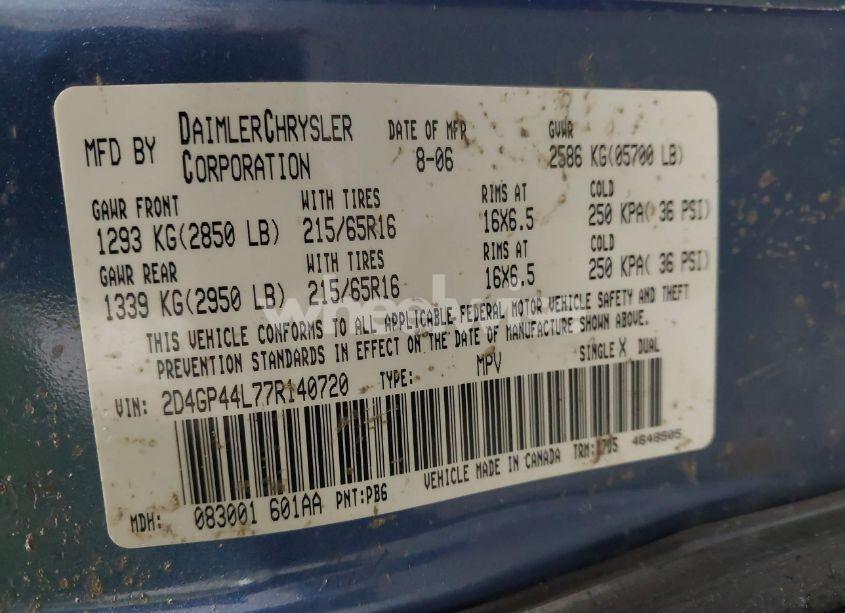 MFD BY DAIMLERCHRYSLER CORPORATION
DATE OF MFR 8-06
GVWR 2586 KG(05700 LB)
GAWR FRONT WITH TIRES RIMS AT COLD
1293 KG(2850 LB) 215/65R16 16X6.5 250 KPA( 36 PSI)
GAWR REAR WITH TIRES RIMS AT COLD
1339 KG(2950 LB) 215/65R16 16X6.5 250 KPA( 36 PSI)
THIS VEHICLE CONFORMS TO ALL APPLICABLE FEDERAL MOTOR VEHICLE SAFETY AND THEFT
PREVENTION STANDARDS IN EFFECT ON THE DATE OF MANUFACTURE SHOWN ABOVE.
VIN: 2D4GP44L77R140720 TYPE: MPV SINGLE X DUAL
MDH: 083001 601AA PNT:PB6 VEHICLE MADE IN CANADA TRM: 4648505